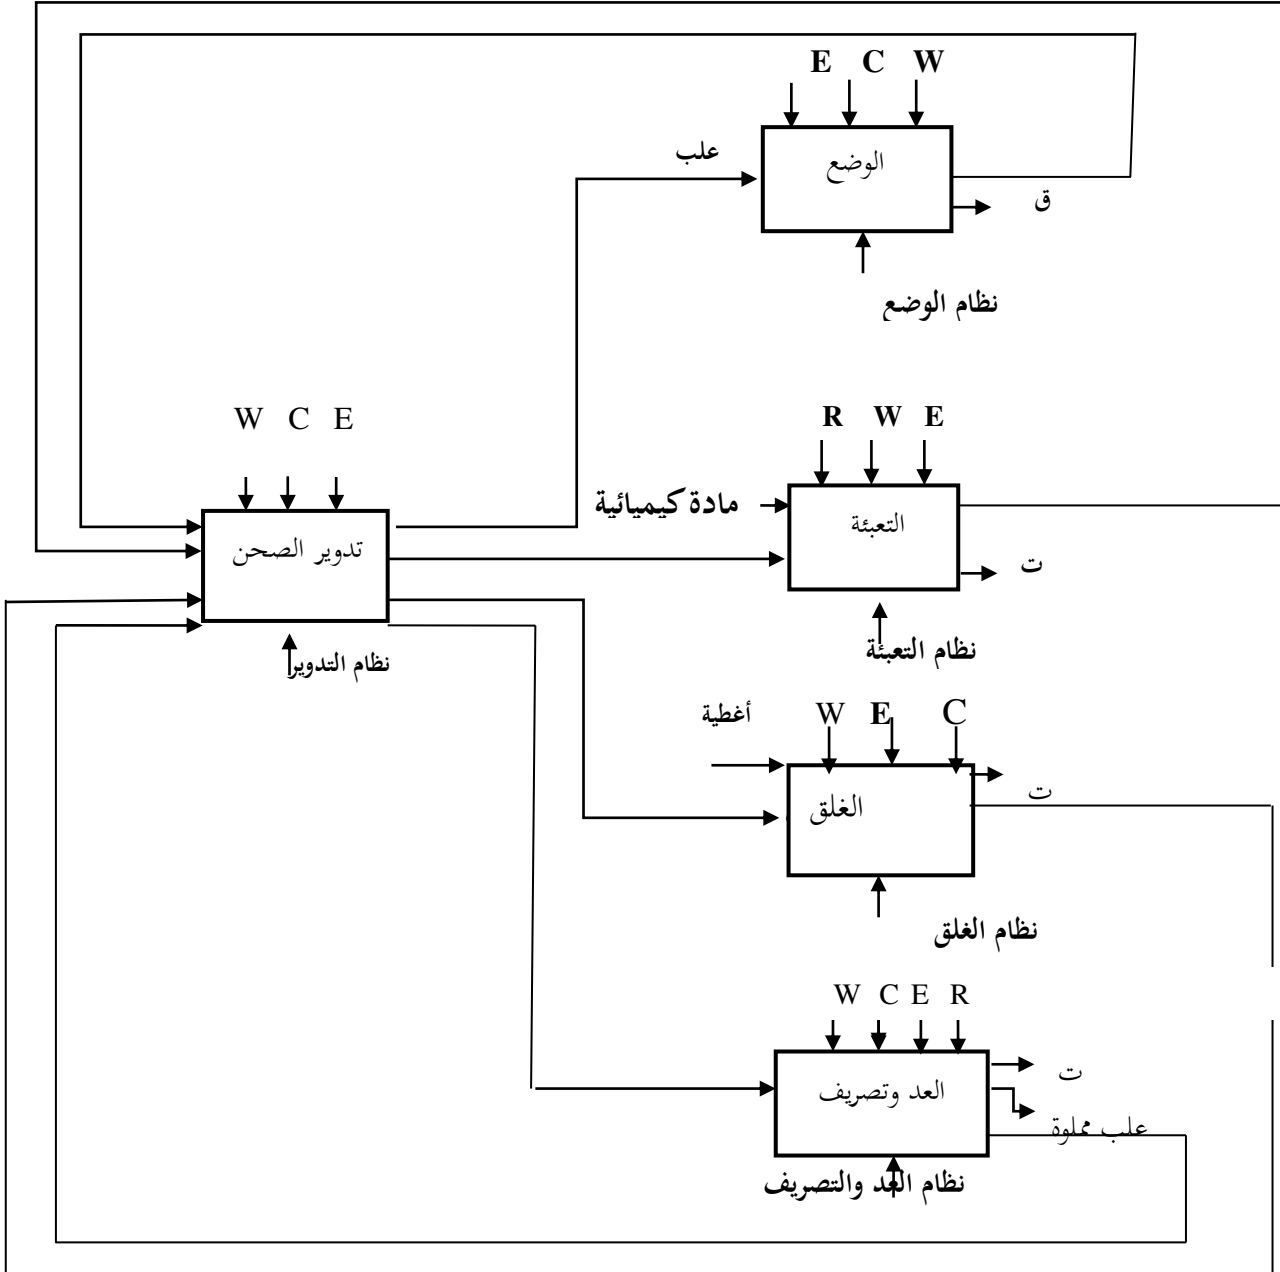 E C W
علب
الوضع
ق
نظام الوضع
W C E
R W E
مادة كيميائية
التعبئة
ت
تدوير الصحن
نظام التدوير
نظام التعبئة
أغطية
W E C
ت
الغلق
نظام الغلق
W C E R
ت
العد وتصريف
علب مملوة
نظام العد والتصريف